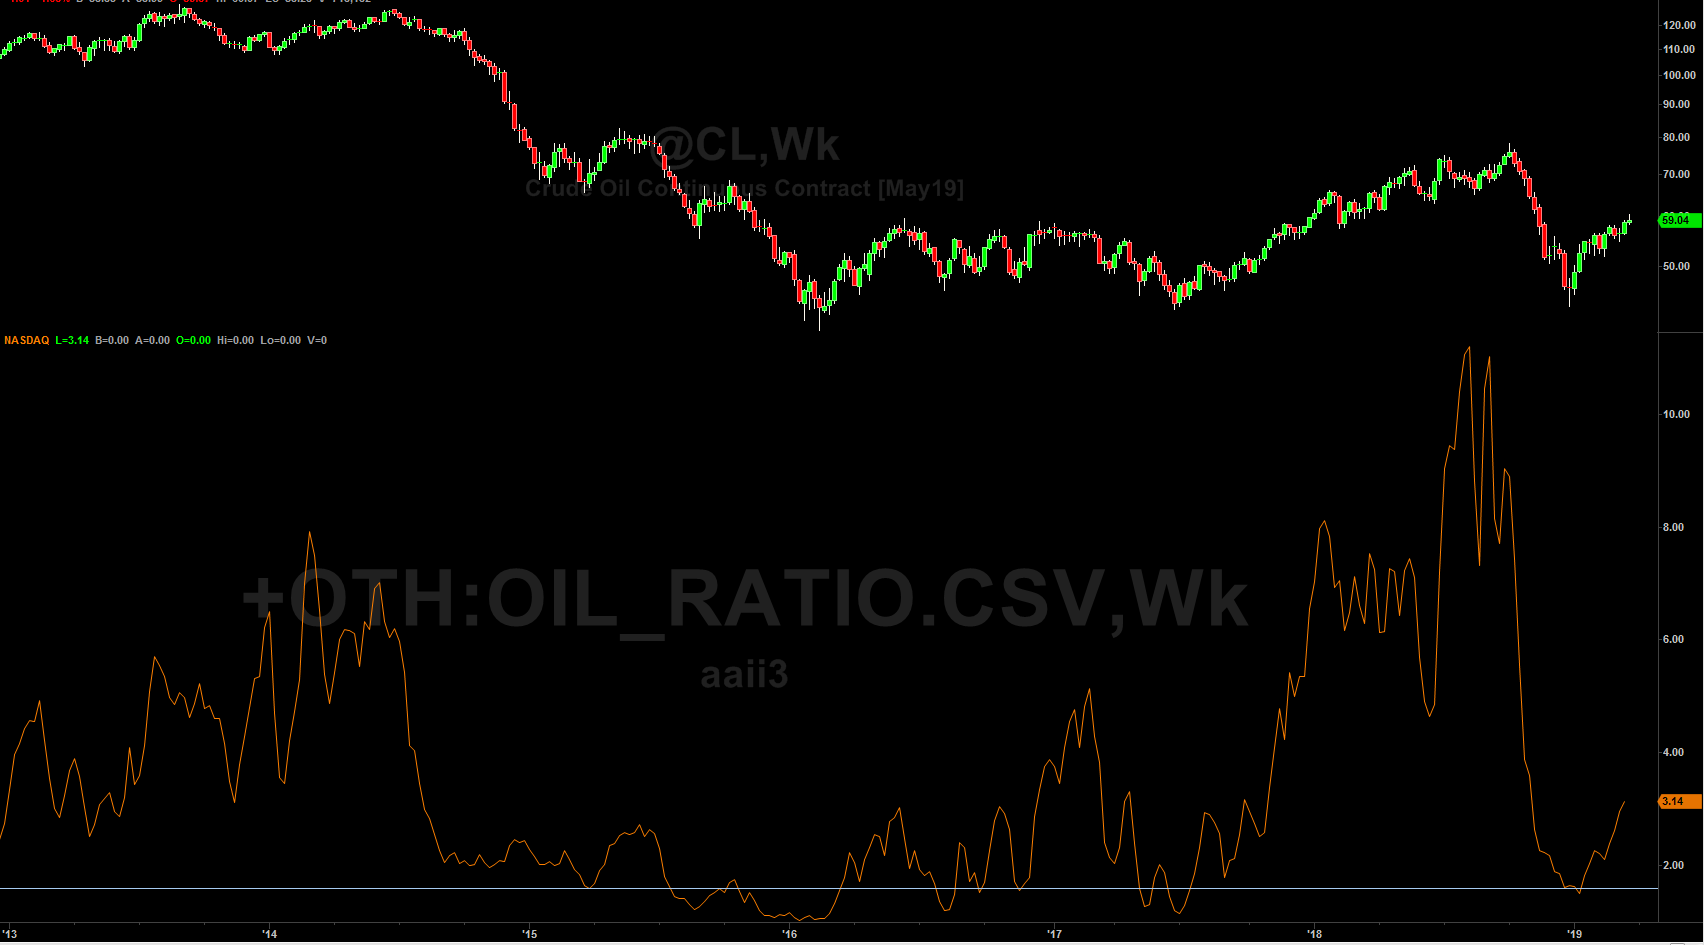 120.00
110.00
100.00
90.00
80.00
@CL,Wk
70.00
Crude Oil Continuous Contract [May19]
59.04
50.00
NASDAQ L=3.14 B=0.00 A=0.00 O=0.00 Hi=0.00 Lo=0.00 V=0
10.00
8.00
+OTH:OIL_RATIO.CSV,Wk
6.00
aaii3
4.00
3.14
2.00
'13 '14 '15 '16 '17 '18 '19